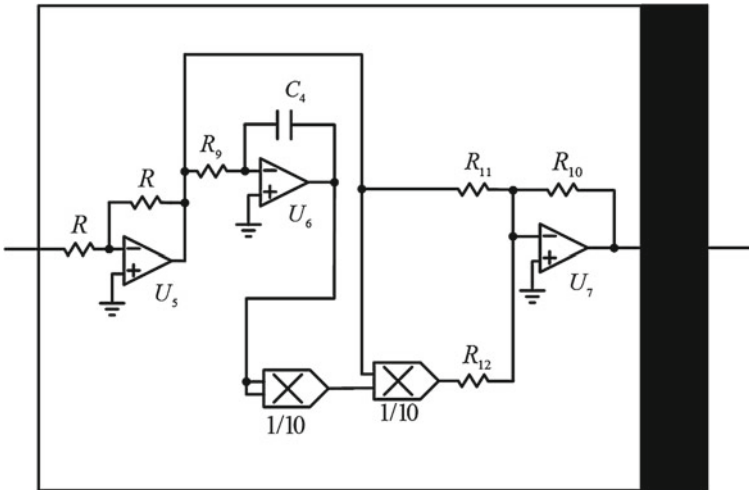 C₄
R₉
U₆
R
R
U₅
R₁₁
R₁₀
U₇
R₁₂
1/10
1/10